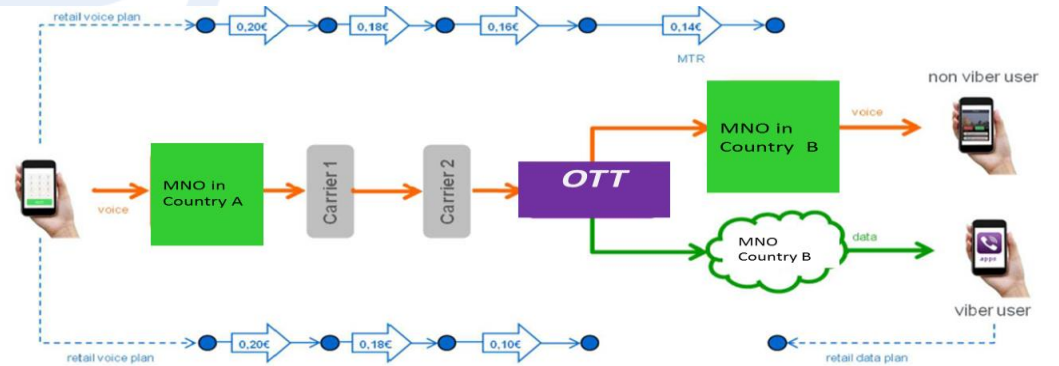 retail voice plan
0,20€
0,18€
0,16€
0,14€
MTR
non viber user
voice
MNO in
Country A
voice
Carrier 1
Carrier 2
OTT
MNO in
Country B
voice
MNO
Country B
data
apps
viber user
retail voice plan
0,20€
0,18€
0,10€
retail data plan